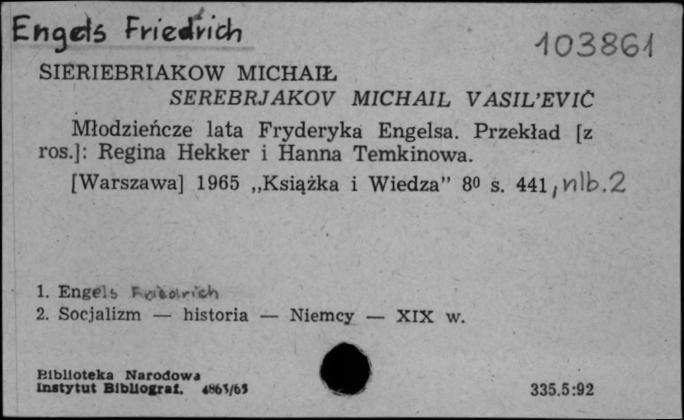 Engels Friedrich
103861
SIERIEBRIAKOW MICHAIŁ
SEREBRJAKOV MICHAIL VASIL'EVIČ
Młodzieńcze lata Fryderyka Engelsa. Przekład [z
ros.]: Regina Hekker i Hanna Temkinowa.
[Warszawa] 1965 „Książka i Wiedza” 8⁰ s. 441, nlb. 2
1. Engels Friedrich
2. Socjalizm — historia — Niemcy — XIX w.
Biblioteka Narodowa
Instytut Bibliograf. 4863/65
335.5:92